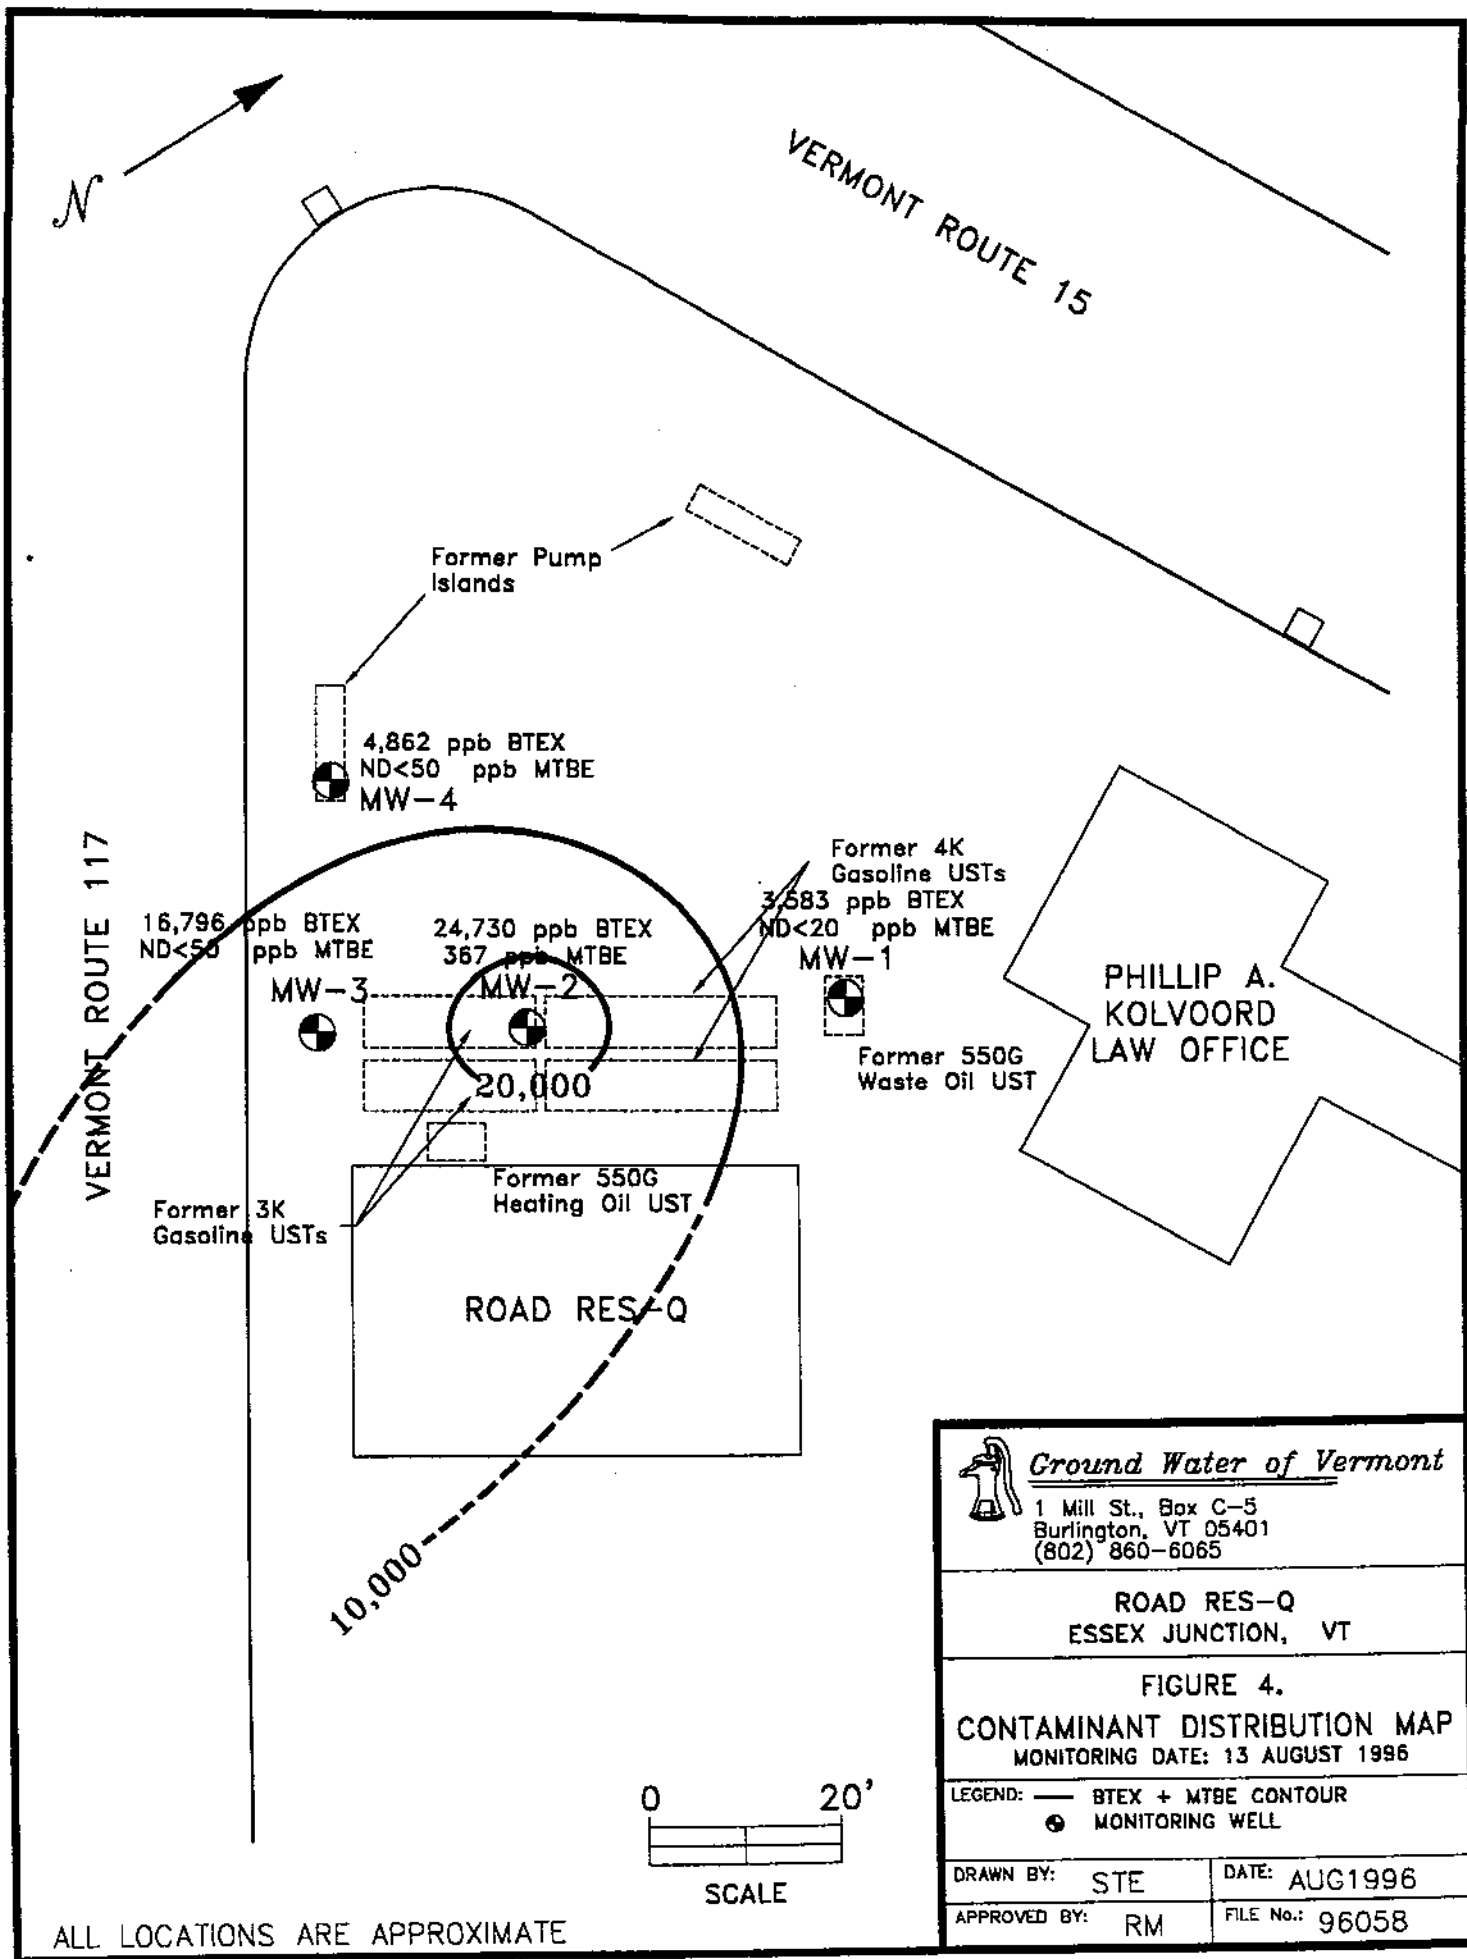 N
VERMONT ROUTE 15
Former Pump
Islands
4,862 ppb BTEX
ND<50 ppb MTBE
MW-4
VERMONT ROUTE 117
Former 4K
Gasoline USTs
16,796 ppb BTEX
ND<50 ppb MTBE
MW-3
24,730 ppb BTEX
367 ppb MTBE
MW-2
3,583 ppb BTEX
ND<20 ppb MTBE
MW-1
PHILLIP A.
KOLVOORD
LAW OFFICE
Former 550G
Waste Oil UST
20,000
Former 550G
Heating Oil UST
Former 3K
Gasoline USTs
ROAD RES-Q
10,000
Ground Water of Vermont
1 Mill St., Box C-5
Burlington, VT 05401
(802) 860-6065
ROAD RES-Q
ESSEX JUNCTION, VT
FIGURE 4.
CONTAMINANT DISTRIBUTION MAP
MONITORING DATE: 13 AUGUST 1996
LEGEND: BTEX + MTBE CONTOUR
MONITORING WELL
DRAWN BY: STE DATE: AUG1996
APPROVED BY: RM FILE No.: 96058
0 20'
SCALE
ALL LOCATIONS ARE APPROXIMATE